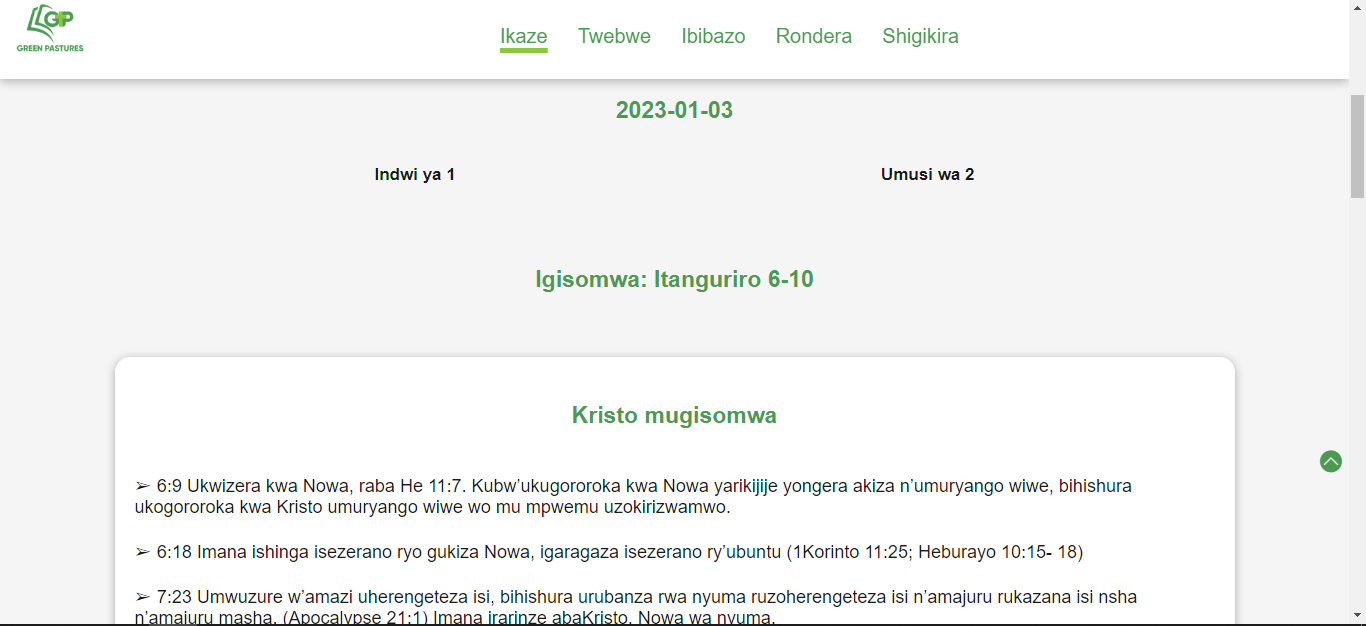 GP
GREEN PASTURES
Ikaze Twebwe Ibibazo Rondera Shigikira
2023-01-03
Indwi ya 1 Umusi wa 2
Igisomwa: Itanguriro 6-10
Kristo mugisomwa
➢ 6:9 Ukwizera kwa Nowa, raba He 11:7. Kubw’ukugororoka kwa Nowa yarikijije yongera akiza n’umuryango wiwe, bihishura
ukogororoka kwa Kristo umuryango wiwe wo mu mpwemu uzokirizwamwo.
➢ 6:18 Imana ishinga isezerano ryo gukiza Nowa, igaragaza isezerano ry’ubuntu (1Korinto 11:25; Heburayo 10:15- 18)
➢ 7:23 Umwuzure w’amazi uherengeteza isi, bihishura urubanza rwa nyuma ruzoherengeteza isi n’amajuru rukazana isi nsha
n’amajuru masha. (Apocalypse 21:1) Imana irarinze abaKristo, Nowa wa nyuma.